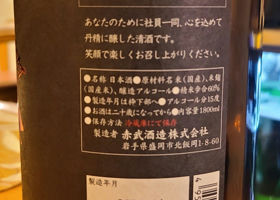 あなたのために社員一同、心を込めて
丹精に醸した清酒です。
笑顔で楽しくお召し上がりください。
●名称 日本酒●原材料名 米(国産)、米麹
(国産米)、醸造アルコール●精米歩合60%
●製造年月は枠下部へ●アルコール分15度
●お酒は二十歳になってから●内容量1800ml
●保存方法 冷蔵庫にて保存
製造者 赤武酒造株式会社
岩手県盛岡市北飯岡1-8-60
製造年月